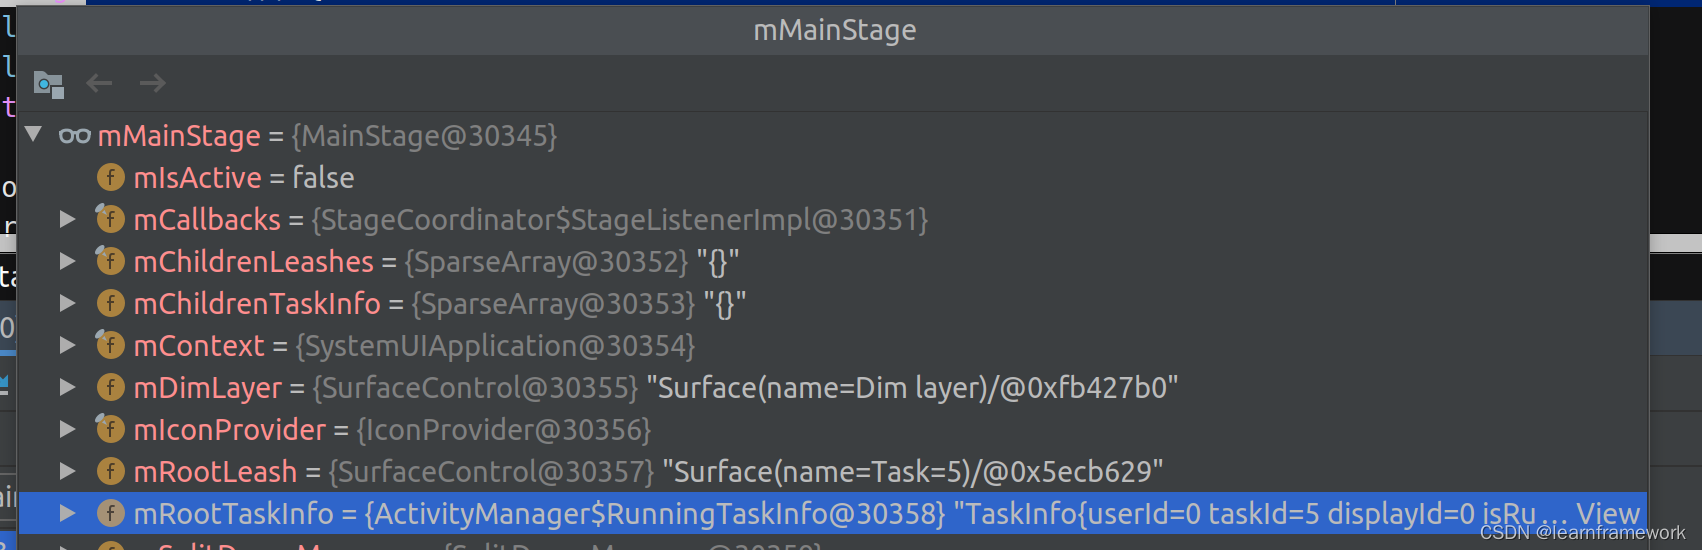 mMainStage
mMainStage = {MainStage@30345}
f mIsActive = false
f mCallbacks = {StageCoordinator$StageListenerImpl@30351}
f mChildrenLeashes = {SparseArray@30352} "{}"
f mChildrenTaskInfo = {SparseArray@30353} "{}"
f mContext = {SystemUIApplication@30354}
f mDimLayer = {SurfaceControl@30355} "Surface(name=Dim layer)/@0xfb427b0"
f mIconProvider = {IconProvider@30356}
f mRootLeash = {SurfaceControl@30357} "Surface(name=Task=5)/@0x5ecb629"
f mRootTaskInfo = {ActivityManager$RunningTaskInfo@30358} "TaskInfo{userId=0 taskId=5 displayId=0 isRu... View
CSDN @learnframework